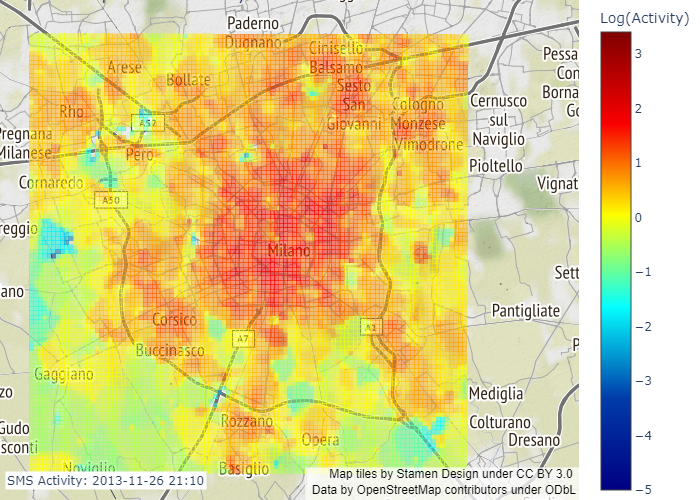 Paderno
Dugnano
Cinisello
Balsamo
Arese
Bollate
Sesto
San
Giovanni
Rho
A52
Cologno
Monzese
Vimodrone
Cernusco
sul
Naviglio
Pessa
Con
Borna
Go
Pregnana
Milanese
Pero
Pioltello
Cornaredo
A50
Vignat
reggio
Milano
Sett
ano
Corsico
A7
A1
Pantigliate
Buccinasco
P
Gaggiano
zo
Mediglia
Gudo
sconti
Rozzano
Colturano
Dresano
Opera
Noviglio
Basiglio
SMS Activity: 2013-11-26 21:10
Map tiles by Stamen Design under CC BY 3.0
Data by OpenStreetMap contributors under ODbL
Log(Activity)
3
2
1
0
−1
−2
−3
−4
−5